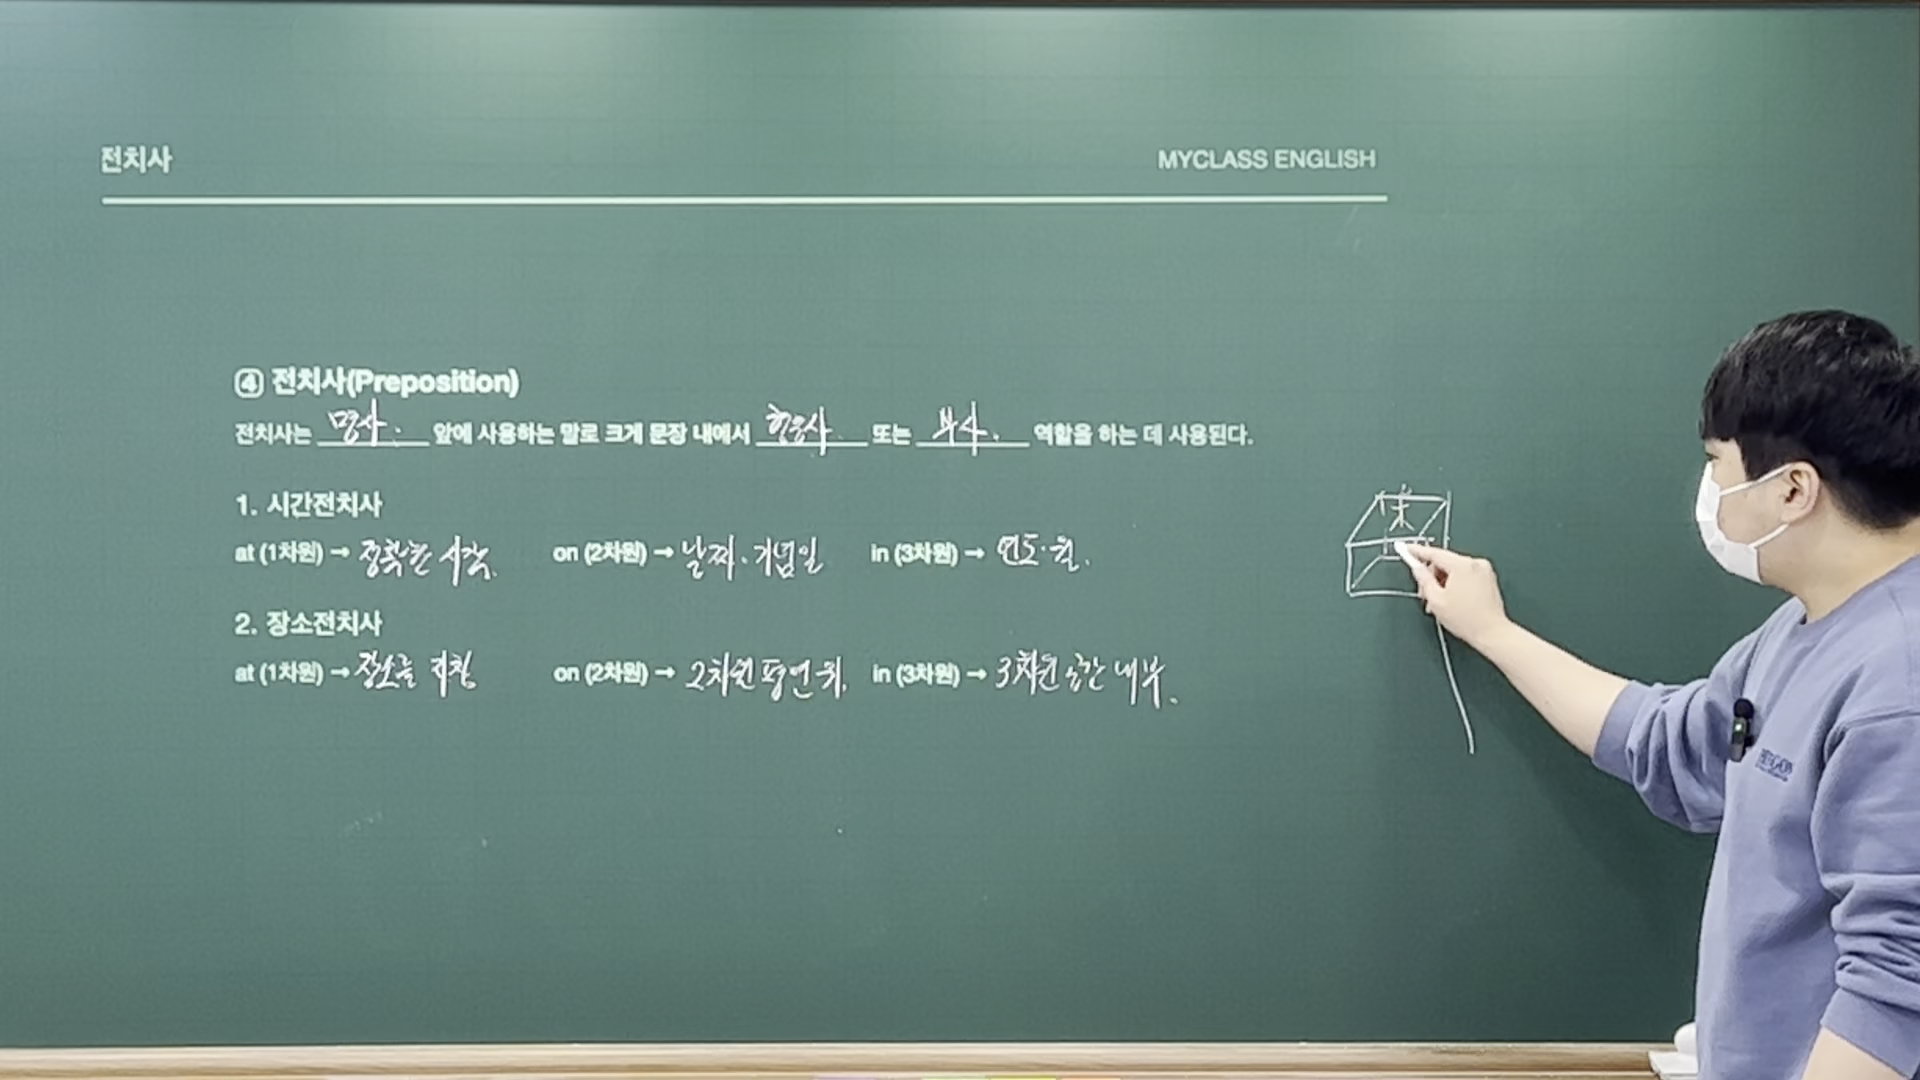 전치사
MYCLASS ENGLISH
④ 전치사(Preposition)
전치사는 명사. 앞에 사용하는 말로 크게 문장 내에서 형용사 또는 부사. 역할을 하는 데 사용된다.
1. 시간전치사
at (1차원) → 정확한 시각. on (2차원) → 날짜·기념일 in (3차원) → 연도·월.
2. 장소전치사
at (1차원) → 장소를 지칭 on (2차원) → 2차원 평면 위. in (3차원) → 3차원 공간 내부.